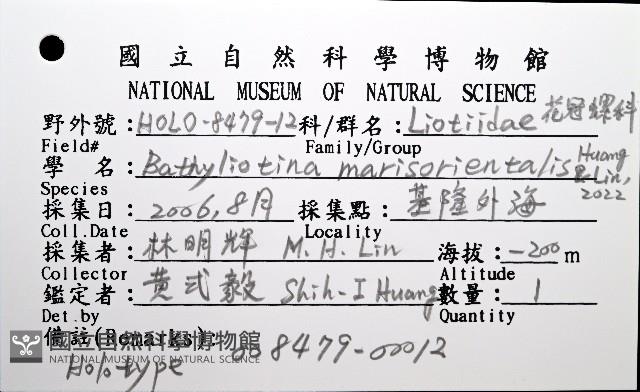 國立自然科學博物館
NATIONAL MUSEUM OF NATURAL SCIENCE
野外號:HOLO-8479-12 科/群名:Liotiidae 花冠螺科
Field# Family/Group
學 名:Bathyliotina marisorientalis Huang & Lin, 2022
Species
採集日:2006,8月 採集點:基隆外海
Coll.Date Locality
採集者:林明輝 M. H. Lin 海拔:-200m
Collector Altitude
鑑定者:黃式毅 Shih-I Huang 數量:1
Det.by Quantity
備註(Remarks):
國立自然科學博物館
NATIONAL MUSEUM OF NATURAL SCIENCE
Holotype 8479-00012